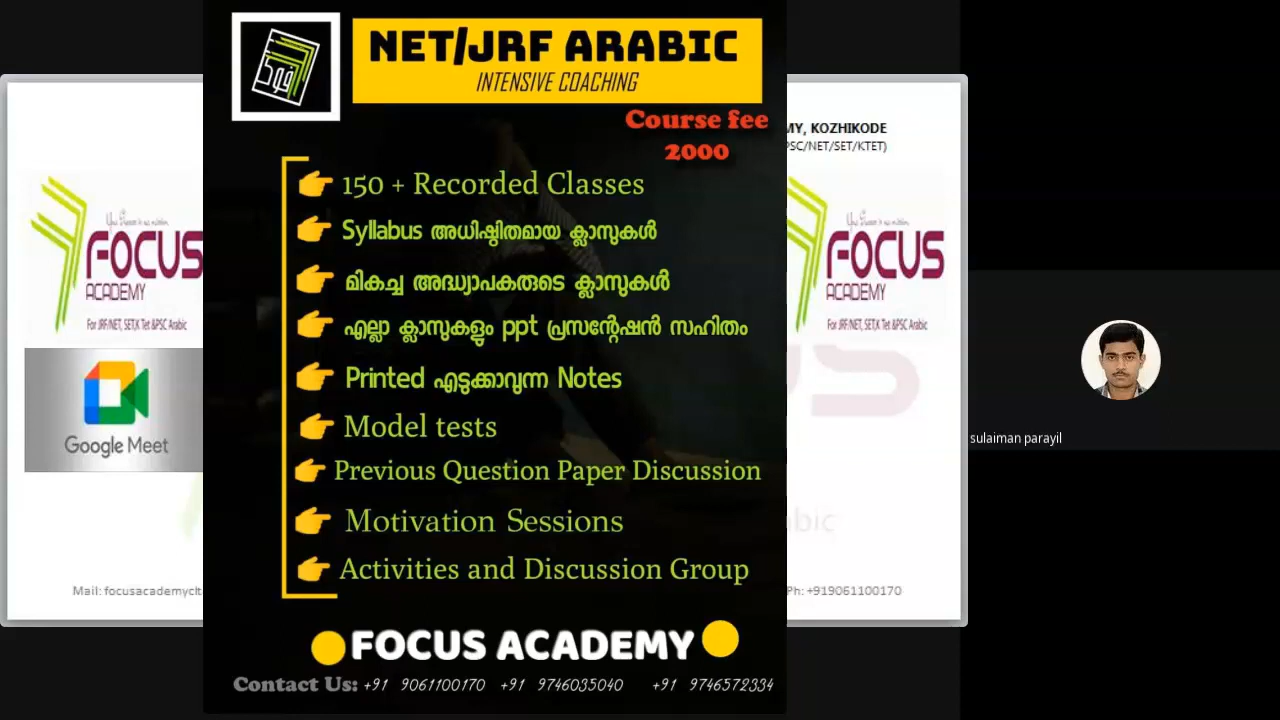 NET/JRF ARABIC
INTENSIVE COACHING
Course fee
2000
150 + Recorded Classes
Syllabus അധിഷ്ഠിതമായ ക്ലാസുകൾ
മികച്ച അദ്ധ്യാപകരുടെ ക്ലാസുകൾ
എല്ലാ ക്ലാസുകളും ppt പ്രസന്റേഷൻ സഹിതം
Printed എടുക്കാവുന്ന Notes
Model tests
Previous Question Paper Discussion
Motivation Sessions
Activities and Discussion Group
FOCUS ACADEMY
Contact Us: +91 9061100170 +91 9746035040 +91 9746572334
FOCUS
ACADEMY
For JRF/NET, SET,K Tet &PSC Arabic
Google Meet
Mail: focusacademyclt
MY, KOZHIKODE
PSC/NET/SET/KTET)
FOCUS
ACADEMY
For JRF/NET, SET,K Tet &PSC Arabic
US
abic
Ph: +919061100170
sulaiman parayil